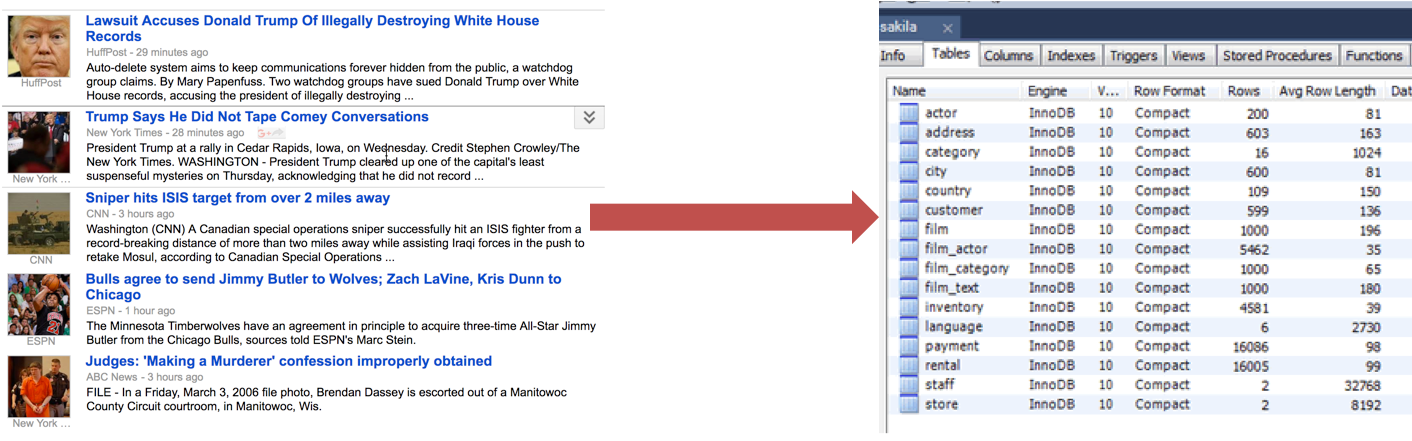 Lawsuit Accuses Donald Trump Of Illegally Destroying White House
Records
HuffPost - 29 minutes ago
Auto-delete system aims to keep communications forever hidden from the public, a watchdog
group claims. By Mary Papenfuss. Two watchdog groups have sued Donald Trump over White
House records, accusing the president of illegally destroying ...
HuffPost
Trump Says He Did Not Tape Comey Conversations
New York Times - 28 minutes ago
President Trump at a rally in Cedar Rapids, Iowa, on Wednesday. Credit Stephen Crowley/The
New York Times. WASHINGTON - President Trump cleared up one of the capital's least
suspenseful mysteries on Thursday, acknowledging that he did not record ...
New York ...
Sniper hits ISIS target from over 2 miles away
CNN - 3 hours ago
Washington (CNN) A Canadian special operations sniper successfully hit an ISIS fighter from a
record-breaking distance of more than two miles away while assisting Iraqi forces in the push to
retake Mosul, according to Canadian Special Operations ...
CNN
Bulls agree to send Jimmy Butler to Wolves; Zach LaVine, Kris Dunn to
Chicago
ESPN - 1 hour ago
The Minnesota Timberwolves have an agreement in principle to acquire three-time All-Star Jimmy
Butler from the Chicago Bulls, sources told ESPN's Marc Stein.
ESPN
Judges: 'Making a Murderer' confession improperly obtained
ABC News - 3 hours ago
FILE - In a Friday, March 3, 2006 file photo, Brendan Dassey is escorted out of a Manitowoc
County Circuit courtroom, in Manitowoc, Wis.
New York ...
sakila
Info Tables Columns Indexes Triggers Views Stored Procedures Functions
Name Engine V... Row Format Rows Avg Row Length Dat
actor InnoDB 10 Compact 200 81
address InnoDB 10 Compact 603 163
category InnoDB 10 Compact 16 1024
city InnoDB 10 Compact 600 81
country InnoDB 10 Compact 109 150
customer InnoDB 10 Compact 599 136
film InnoDB 10 Compact 1000 196
film_actor InnoDB 10 Compact 5462 35
film_category InnoDB 10 Compact 1000 65
film_text InnoDB 10 Compact 1000 180
inventory InnoDB 10 Compact 4581 39
language InnoDB 10 Compact 6 2730
payment InnoDB 10 Compact 16086 98
rental InnoDB 10 Compact 16005 99
staff InnoDB 10 Compact 2 32768
store InnoDB 10 Compact 2 8192